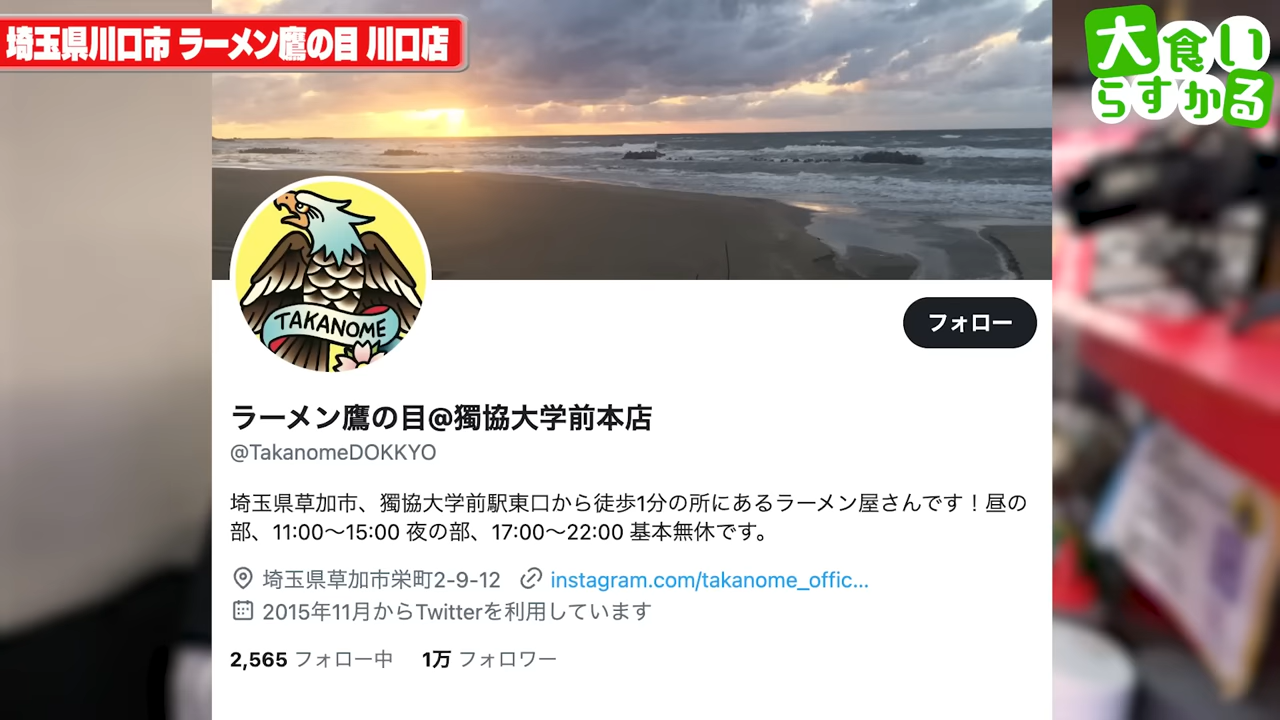 埼玉県川口市 ラーメン鷹の目 川口店
大食い
らすかる
TAKANOME
フォロー
ラーメン鷹の目@獨協大学前本店
@TakanomeDOKKYO
埼玉県草加市、獨協大学前駅東口から徒歩1分の所にあるラーメン屋さんです！昼の
部、11:00〜15:00 夜の部、17:00〜22:00 基本無休です。
埼玉県草加市栄町2-9-12 instagram.com/takanome_offic...
2015年11月からTwitterを利用しています
2,565 フォロー中 1万 フォロワー